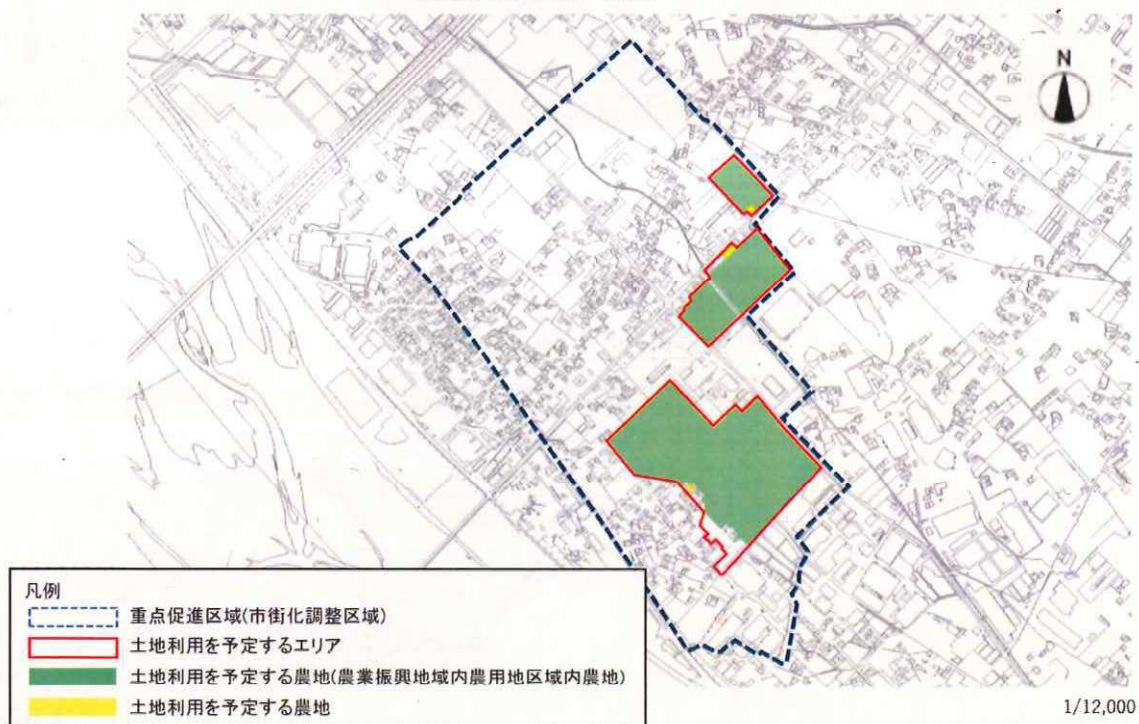 N
凡例
重点促進区域(市街化調整区域)
土地利用を予定するエリア
土地利用を予定する農地(農業振興地域内農用地区域内農地)
土地利用を予定する農地
1/12,000